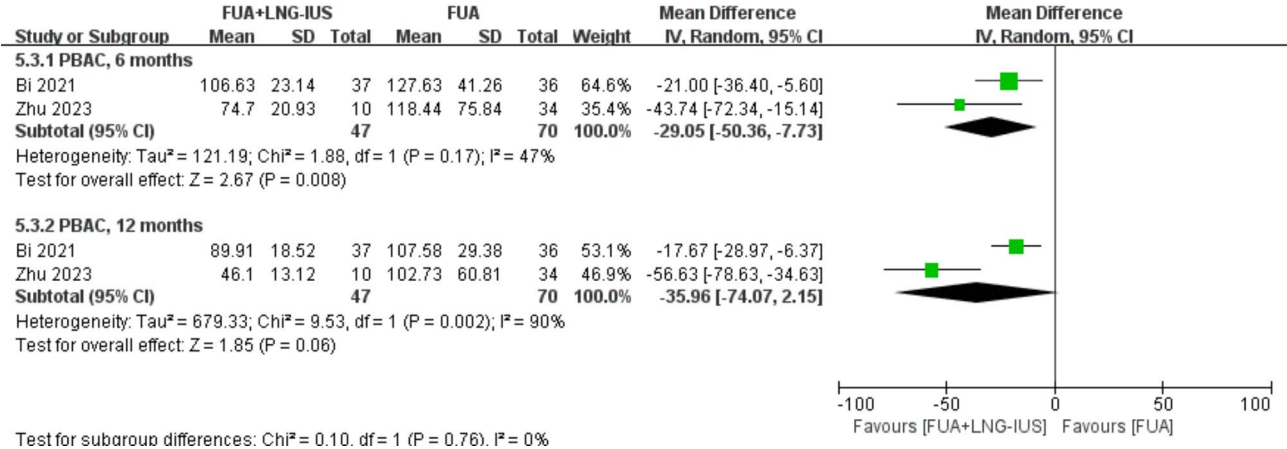 FUA+LNG-IUS FUA Mean Difference Mean Difference
Study or Subgroup Mean SD Total Mean SD Total Weight IV, Random, 95% CI IV, Random, 95% CI
5.3.1 PBAC, 6 months
Bi 2021 106.63 23.14 37 127.63 41.26 36 64.6% -21.00 [-36.40, -5.60]
Zhu 2023 74.7 20.93 10 118.44 75.84 34 35.4% -43.74 [-72.34, -15.14]
Subtotal (95% CI) 47 70 100.0% -29.05 [-50.36, -7.73]
Heterogeneity: Tau² = 121.19; Chi² = 1.88, df = 1 (P = 0.17); I² = 47%
Test for overall effect: Z = 2.67 (P = 0.008)
5.3.2 PBAC, 12 months
Bi 2021 89.91 18.52 37 107.58 29.38 36 53.1% -17.67 [-28.97, -6.37]
Zhu 2023 46.1 13.12 10 102.73 60.81 34 46.9% -56.63 [-78.63, -34.63]
Subtotal (95% CI) 47 70 100.0% -35.96 [-74.07, 2.15]
Heterogeneity: Tau² = 679.33; Chi² = 9.53, df = 1 (P = 0.002); I² = 90%
Test for overall effect: Z = 1.85 (P = 0.06)
-100 -50 0 50 100
Favours [FUA+LNG-IUS] Favours [FUA]
Test for subgroup differences: Chi² = 0.10, df = 1 (P = 0.76), I² = 0%